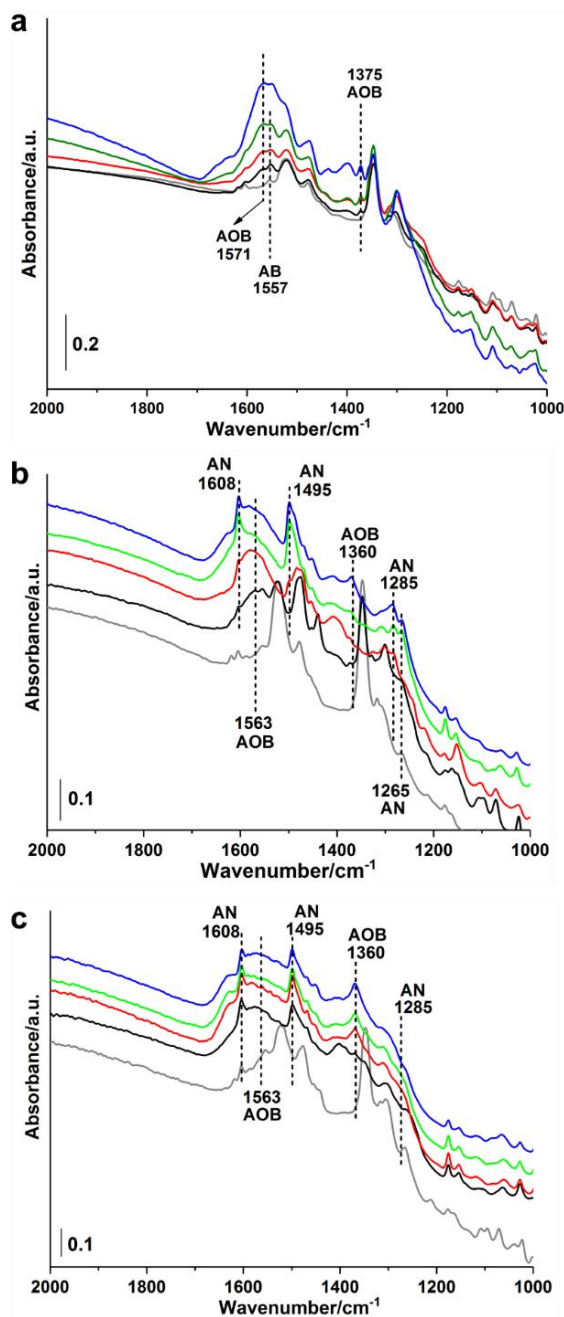 a
1375
AOB
AOB
1571
AB
1557
0.2
Absorbance/a.u.
2000 1800 1600 1400 1200 1000
Wavenumber/cm-1
b
AN
1608
AN
1495
AOB
1360
AN
1285
1563
AOB
1265
AN
0.1
Absorbance/a.u.
2000 1800 1600 1400 1200 1000
Wavenumber/cm-1
c
AN
1608
AN
1495
AOB
1360
AN
1285
1563
AOB
0.1
Absorbance/a.u.
2000 1800 1600 1400 1200 1000
Wavenumber/cm-1